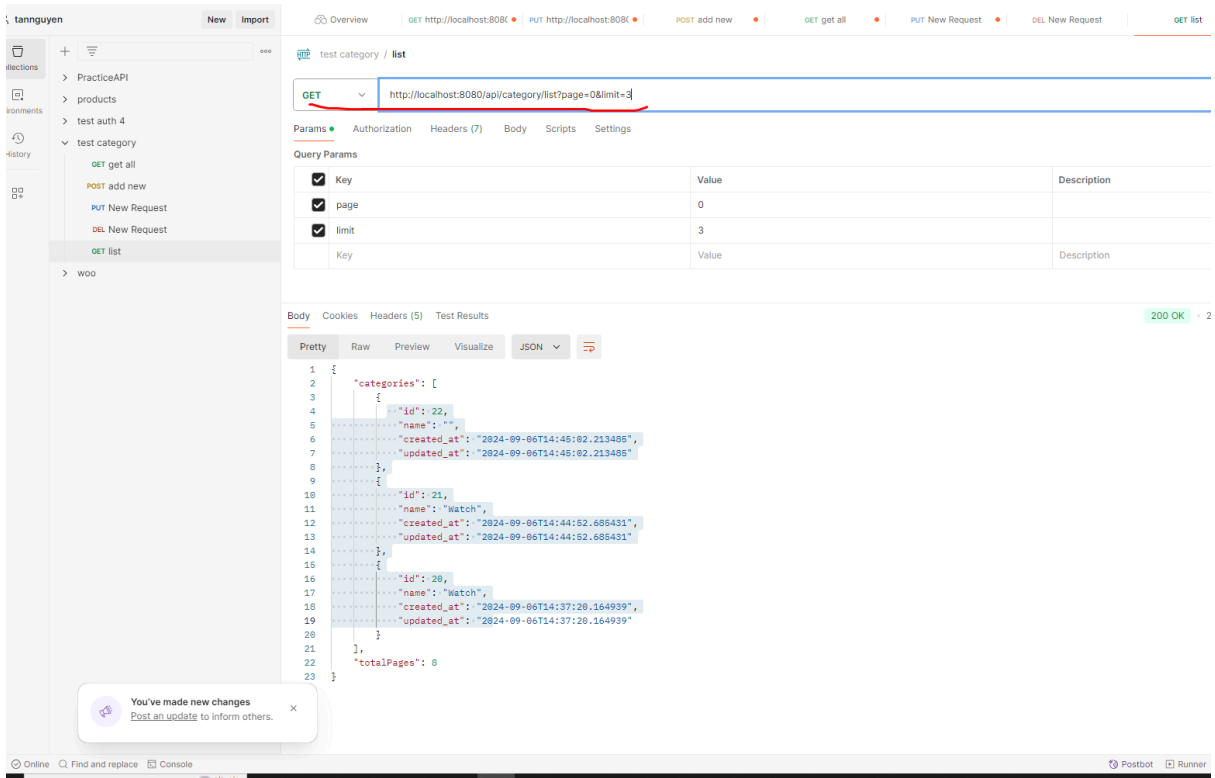 tannguyen New Import
Overview GET http://localhost:808( PUT http://localhost:808( POST add new GET get all PUT New Request DEL New Request GET list
test category / list
GET http://localhost:8080/api/category/list?page=0&limit=3
Params Authorization Headers (7) Body Scripts Settings
Query Params
Key Value Description
page 0
limit 3
Key Value Description
PracticeAPI
products
test auth 4
test category
GET get all
POST add new
PUT New Request
DEL New Request
GET list
woo
History
Body Cookies Headers (5) Test Results 200 OK
Pretty Raw Preview Visualize JSON
1 {
2 "categories": [
3 {
4 "id": 22,
5 "name": "",
6 "created_at": "2024-09-06T14:45:02.213485",
7 "updated_at": "2024-09-06T14:45:02.213485"
8 },
9 {
10 "id": 21,
11 "name": "Watch",
12 "created_at": "2024-09-06T14:44:52.685431",
13 "updated_at": "2024-09-06T14:44:52.685431"
14 },
15 {
16 "id": 20,
17 "name": "Watch",
18 "created_at": "2024-09-06T14:37:20.164939",
19 "updated_at": "2024-09-06T14:37:20.164939"
20 }
21 ],
22 "totalPages": 8
23 }
You've made new changes
Post an update to inform others.
Online Find and replace Console Postbot Runner